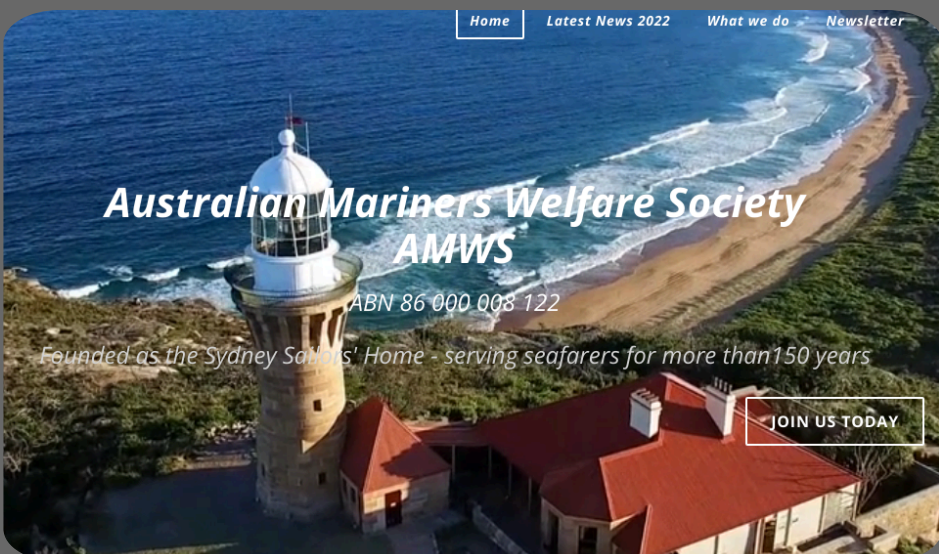 Home Latest News 2022 What we do Newsletter
Australian Mariners Welfare Society
AMWS
ABN 86 000 008 122
Founded as the Sydney Sailors' Home - serving seafarers for more than150 years
JOIN US TODAY